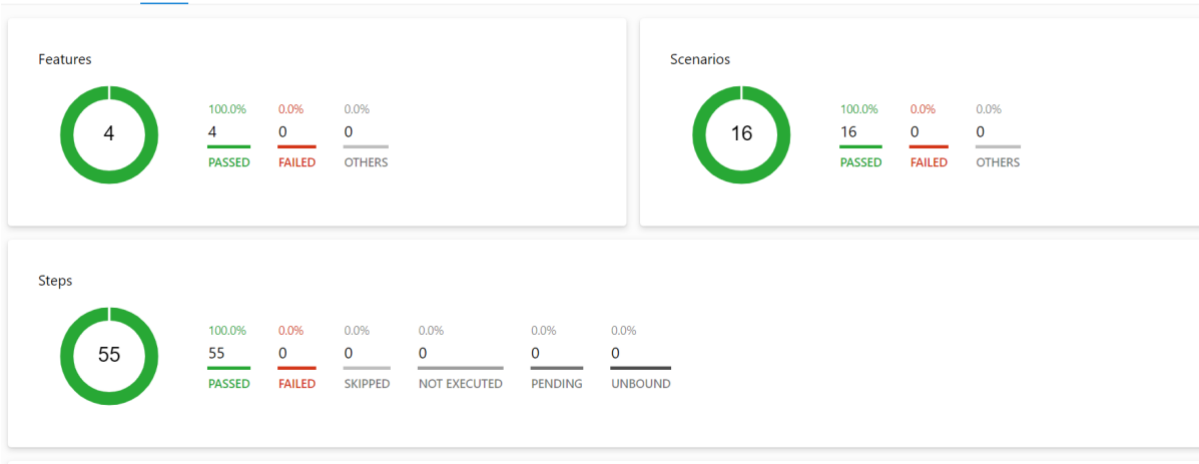 Features
4
100.0% 0.0% 0.0%
4 0 0
PASSED FAILED OTHERS
Scenarios
16
100.0% 0.0% 0.0%
16 0 0
PASSED FAILED OTHERS
Steps
55
100.0% 0.0% 0.0% 0.0% 0.0% 0.0%
55 0 0 0 0 0
PASSED FAILED SKIPPED NOT EXECUTED PENDING UNBOUND